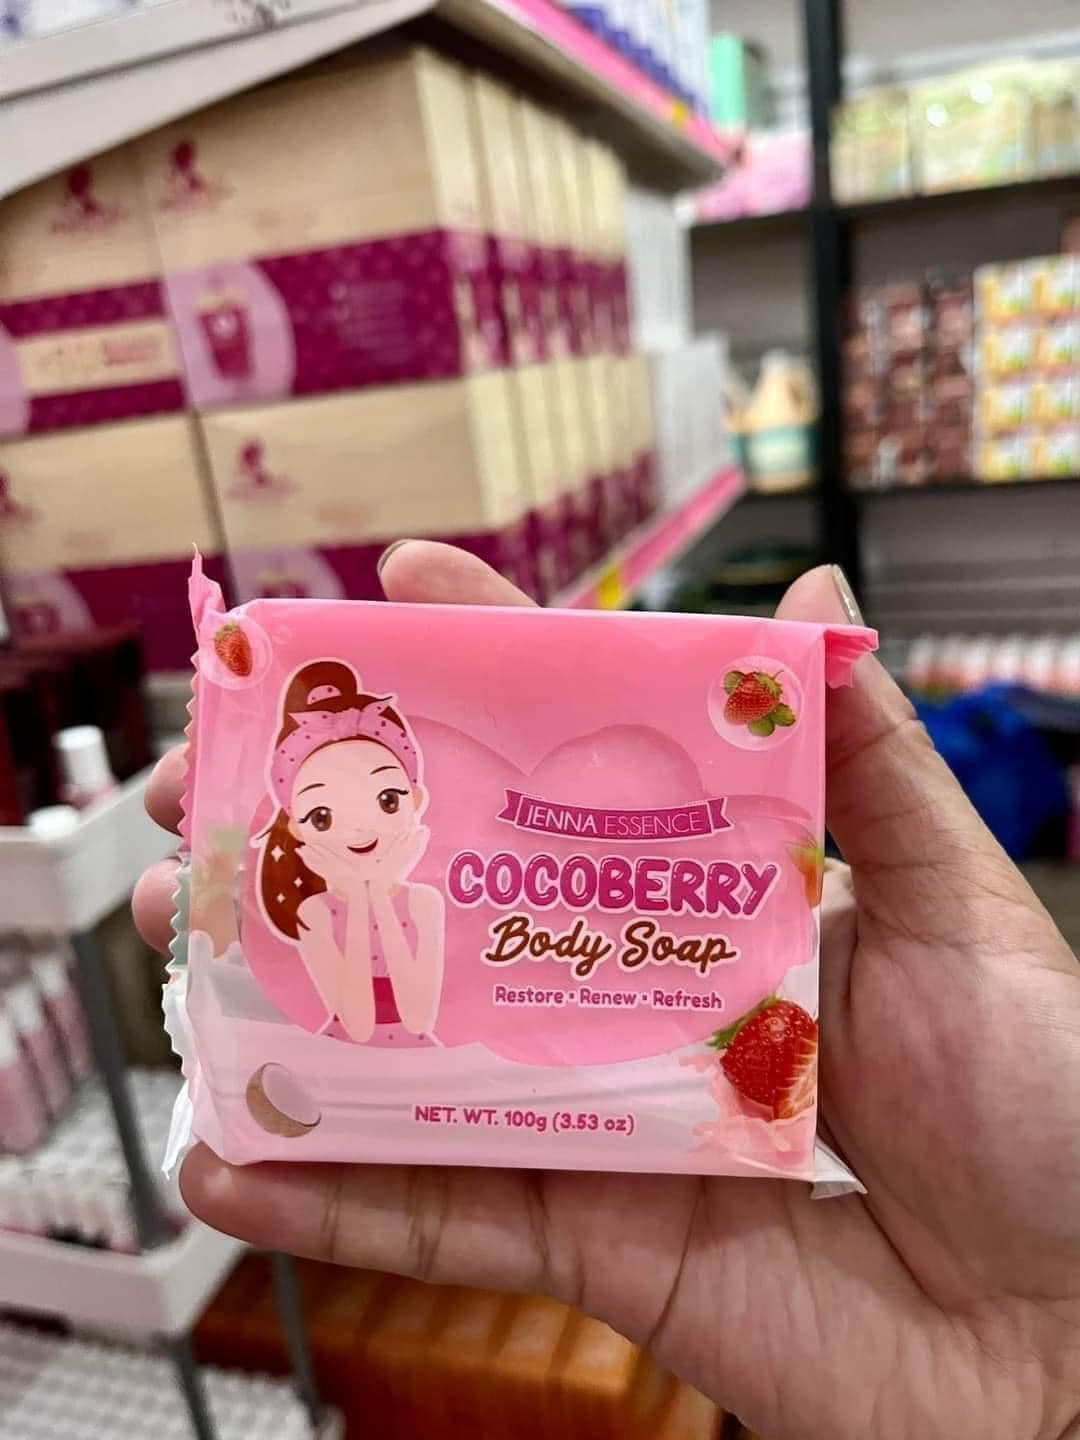 JENNA ESSENCE
COCOBERRY
Body Soap
Restore • Renew • Refresh
NET. WT. 100g (3.53 oz)